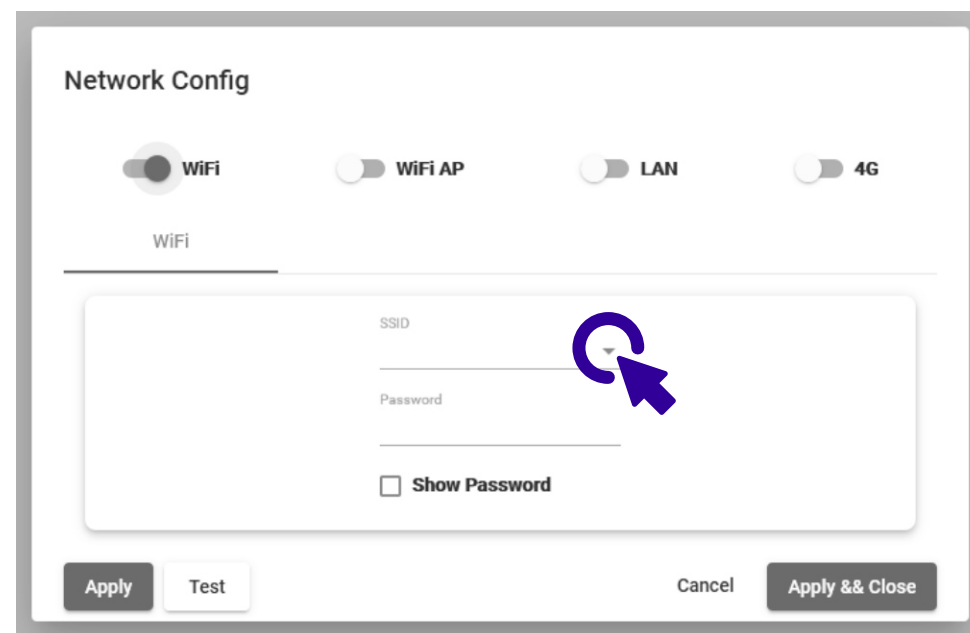 Network Config
WiFi WiFi AP LAN 4G
WiFi
SSID
Password
Show Password
Apply Test Cancel Apply && Close